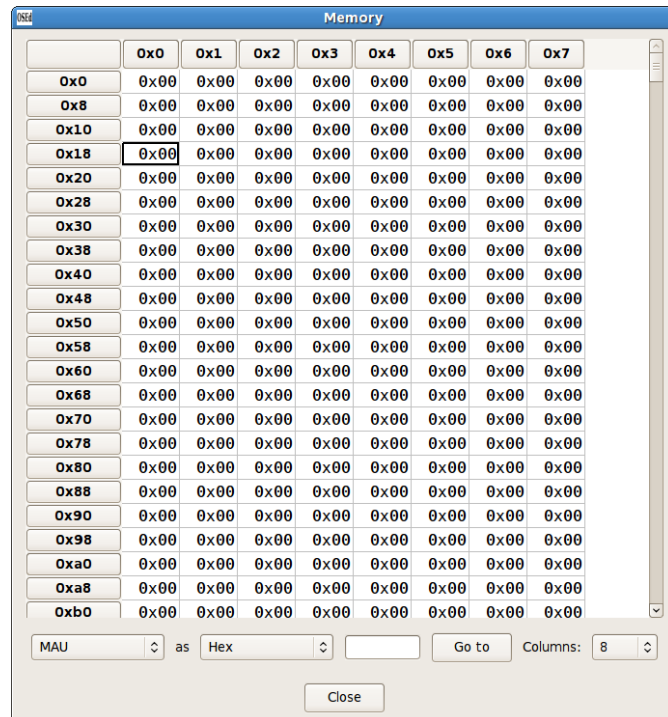 OSEd Memory
0x0 0x1 0x2 0x3 0x4 0x5 0x6 0x7
0x0 0x00 0x00 0x00 0x00 0x00 0x00 0x00 0x00
0x8 0x00 0x00 0x00 0x00 0x00 0x00 0x00 0x00
0x10 0x00 0x00 0x00 0x00 0x00 0x00 0x00 0x00
0x18 0x00 0x00 0x00 0x00 0x00 0x00 0x00 0x00
0x20 0x00 0x00 0x00 0x00 0x00 0x00 0x00 0x00
0x28 0x00 0x00 0x00 0x00 0x00 0x00 0x00 0x00
0x30 0x00 0x00 0x00 0x00 0x00 0x00 0x00 0x00
0x38 0x00 0x00 0x00 0x00 0x00 0x00 0x00 0x00
0x40 0x00 0x00 0x00 0x00 0x00 0x00 0x00 0x00
0x48 0x00 0x00 0x00 0x00 0x00 0x00 0x00 0x00
0x50 0x00 0x00 0x00 0x00 0x00 0x00 0x00 0x00
0x58 0x00 0x00 0x00 0x00 0x00 0x00 0x00 0x00
0x60 0x00 0x00 0x00 0x00 0x00 0x00 0x00 0x00
0x68 0x00 0x00 0x00 0x00 0x00 0x00 0x00 0x00
0x70 0x00 0x00 0x00 0x00 0x00 0x00 0x00 0x00
0x78 0x00 0x00 0x00 0x00 0x00 0x00 0x00 0x00
0x80 0x00 0x00 0x00 0x00 0x00 0x00 0x00 0x00
0x88 0x00 0x00 0x00 0x00 0x00 0x00 0x00 0x00
0x90 0x00 0x00 0x00 0x00 0x00 0x00 0x00 0x00
0x98 0x00 0x00 0x00 0x00 0x00 0x00 0x00 0x00
0xa0 0x00 0x00 0x00 0x00 0x00 0x00 0x00 0x00
0xa8 0x00 0x00 0x00 0x00 0x00 0x00 0x00 0x00
0xb0 0x00 0x00 0x00 0x00 0x00 0x00 0x00 0x00
MAU as Hex Go to Columns: 8
Close